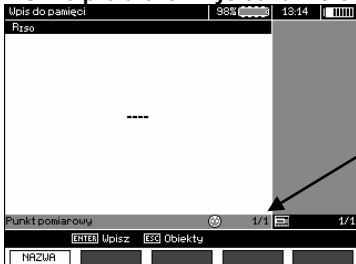 Wpis do pamięci 98% 13:14
RISO
----
Punkt pomiarowy 1/1 1/1
ENTER Wpisz ESC Obiekty
NAZWA